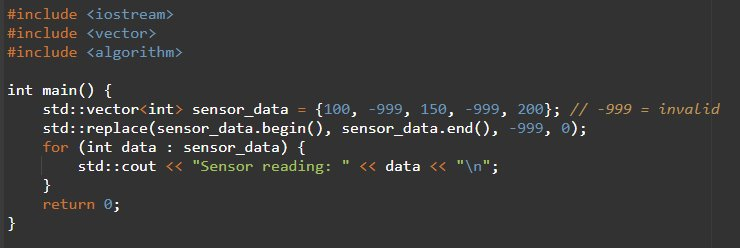 #include <iostream>
#include <vector>
#include <algorithm>

int main() {
    std::vector<int> sensor_data = {100, -999, 150, -999, 200}; // -999 = invalid
    std::replace(sensor_data.begin(), sensor_data.end(), -999, 0);
    for (int data : sensor_data) {
        std::cout << "Sensor reading: " << data << "\n";
    }
    return 0;
}